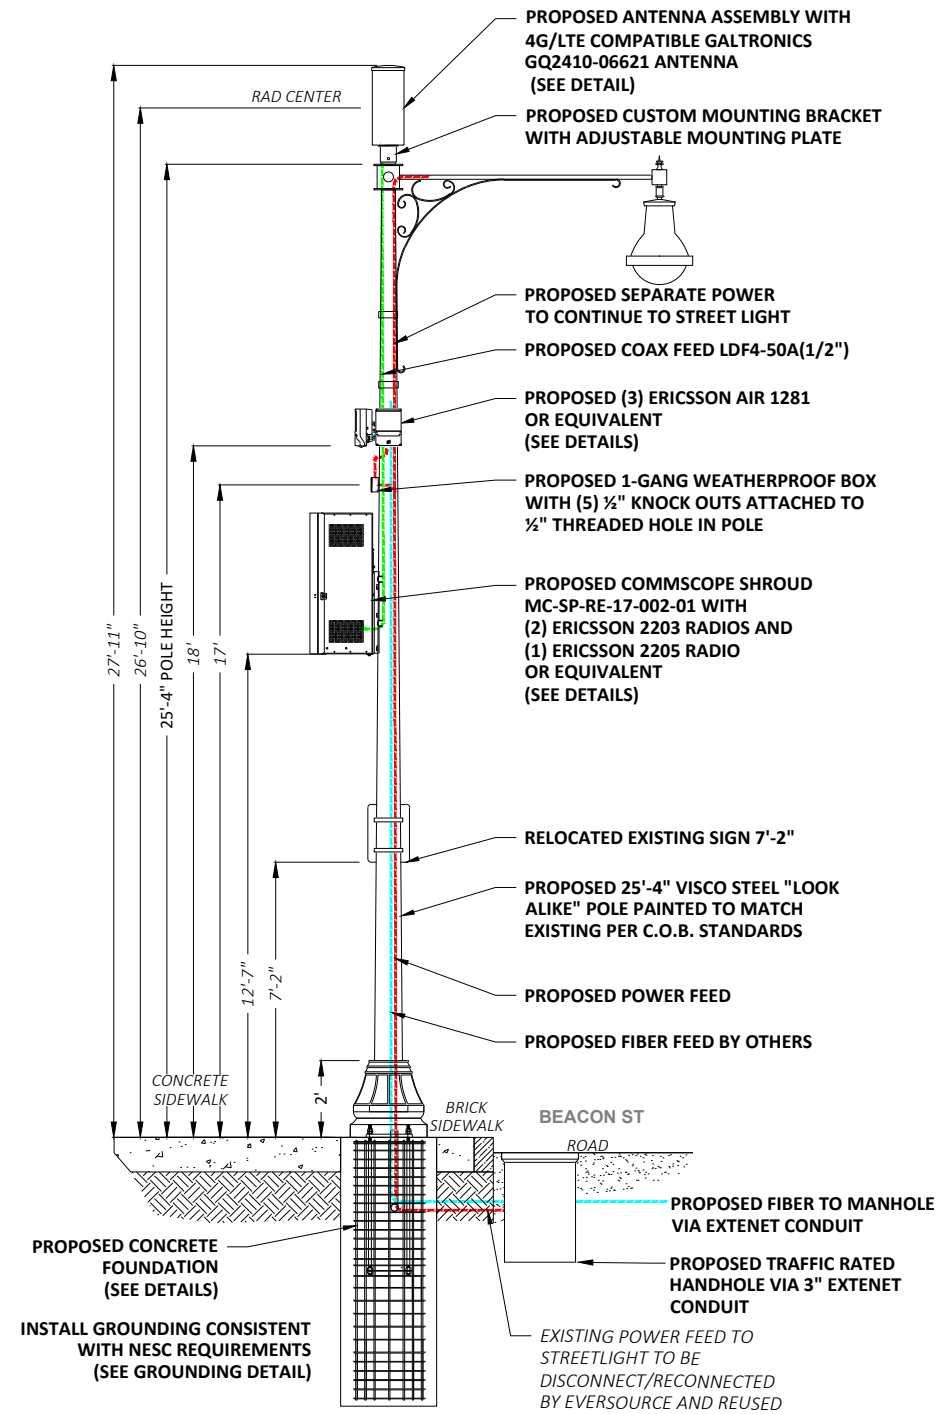 PROPOSED ANTENNA ASSEMBLY WITH
4G/LTE COMPATIBLE GALTRONICS
GQ2410-06621 ANTENNA
(SEE DETAIL)
RAD CENTER
PROPOSED CUSTOM MOUNTING BRACKET
WITH ADJUSTABLE MOUNTING PLATE
PROPOSED SEPARATE POWER
TO CONTINUE TO STREET LIGHT
PROPOSED COAX FEED LDF4-50A(1/2")
PROPOSED (3) ERICSSON AIR 1281
OR EQUIVALENT
(SEE DETAILS)
PROPOSED 1-GANG WEATHERPROOF BOX
WITH (5) ½" KNOCK OUTS ATTACHED TO
½" THREADED HOLE IN POLE
PROPOSED COMMSCOPE SHROUD
MC-SP-RE-17-002-01 WITH
(2) ERICSSON 2203 RADIOS AND
(1) ERICSSON 2205 RADIO
OR EQUIVALENT
(SEE DETAILS)
27'-11"
26'-10"
25'-4" POLE HEIGHT
18'
17'
12'-7"
7'-2"
2'
RELOCATED EXISTING SIGN 7'-2"
PROPOSED 25'-4" VISCO STEEL "LOOK
ALIKE" POLE PAINTED TO MATCH
EXISTING PER C.O.B. STANDARDS
PROPOSED POWER FEED
PROPOSED FIBER FEED BY OTHERS
CONCRETE
SIDEWALK
BRICK
SIDEWALK
BEACON ST
ROAD
PROPOSED FIBER TO MANHOLE
VIA EXTENET CONDUIT
PROPOSED TRAFFIC RATED
HANDHOLE VIA 3" EXTENET
CONDUIT
PROPOSED CONCRETE
FOUNDATION
(SEE DETAILS)
INSTALL GROUNDING CONSISTENT
WITH NESC REQUIREMENTS
(SEE GROUNDING DETAIL)
EXISTING POWER FEED TO
STREETLIGHT TO BE
DISCONNECT/RECONNECTED
BY EVERSOURCE AND REUSED